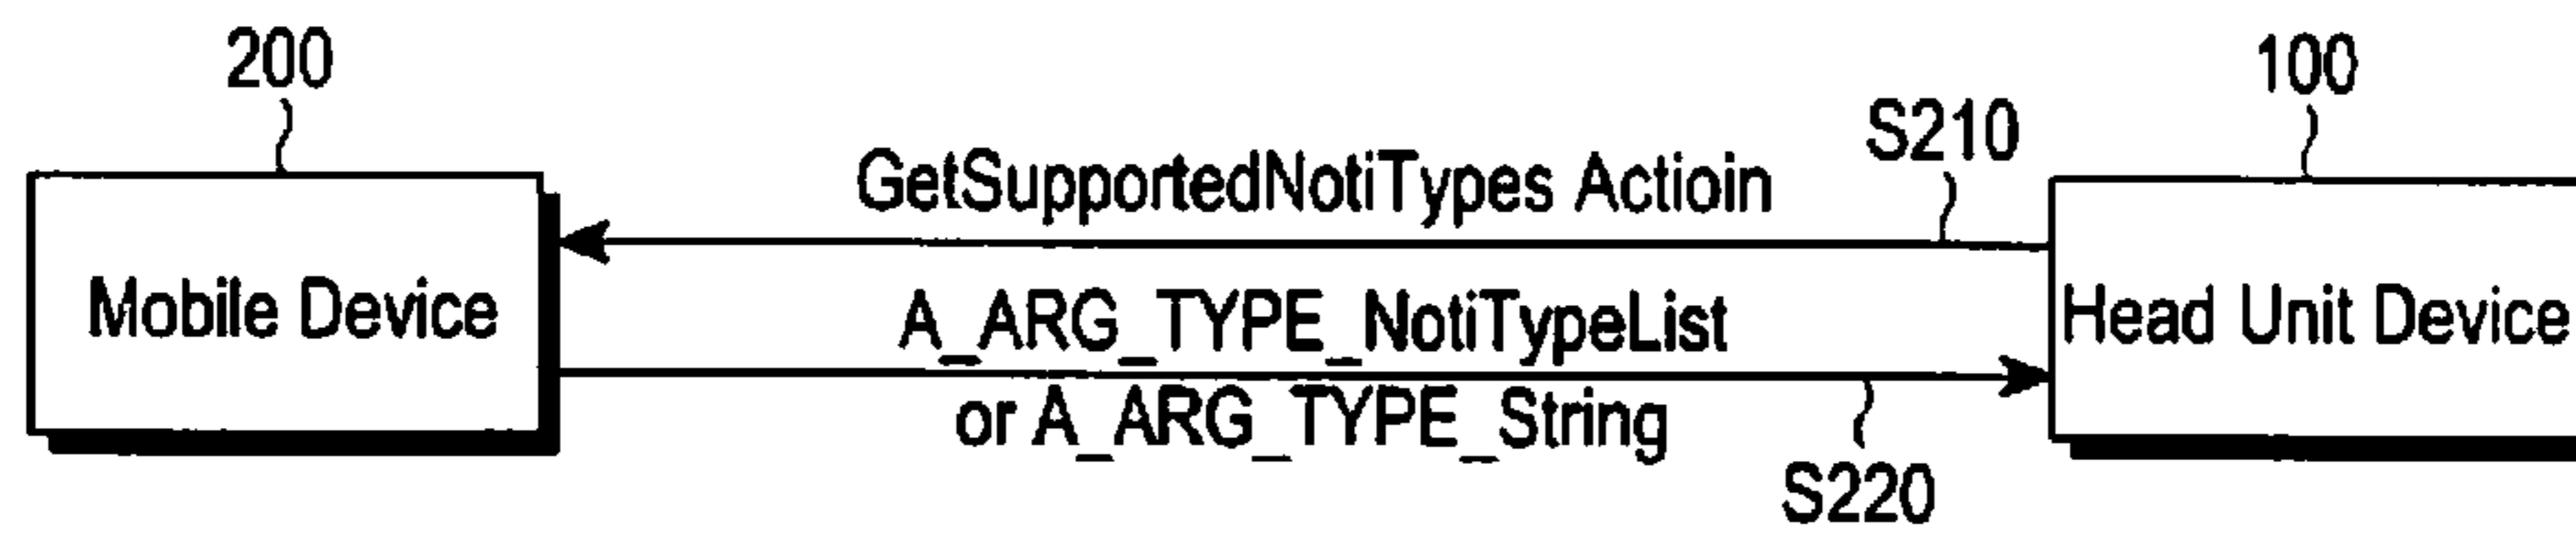 200
100
S210
GetSupportedNotiTypes Actioin
Mobile Device
A_ARG_TYPE_NotiTypeList
Head Unit Device
or A_ARG_TYPE_String
S220